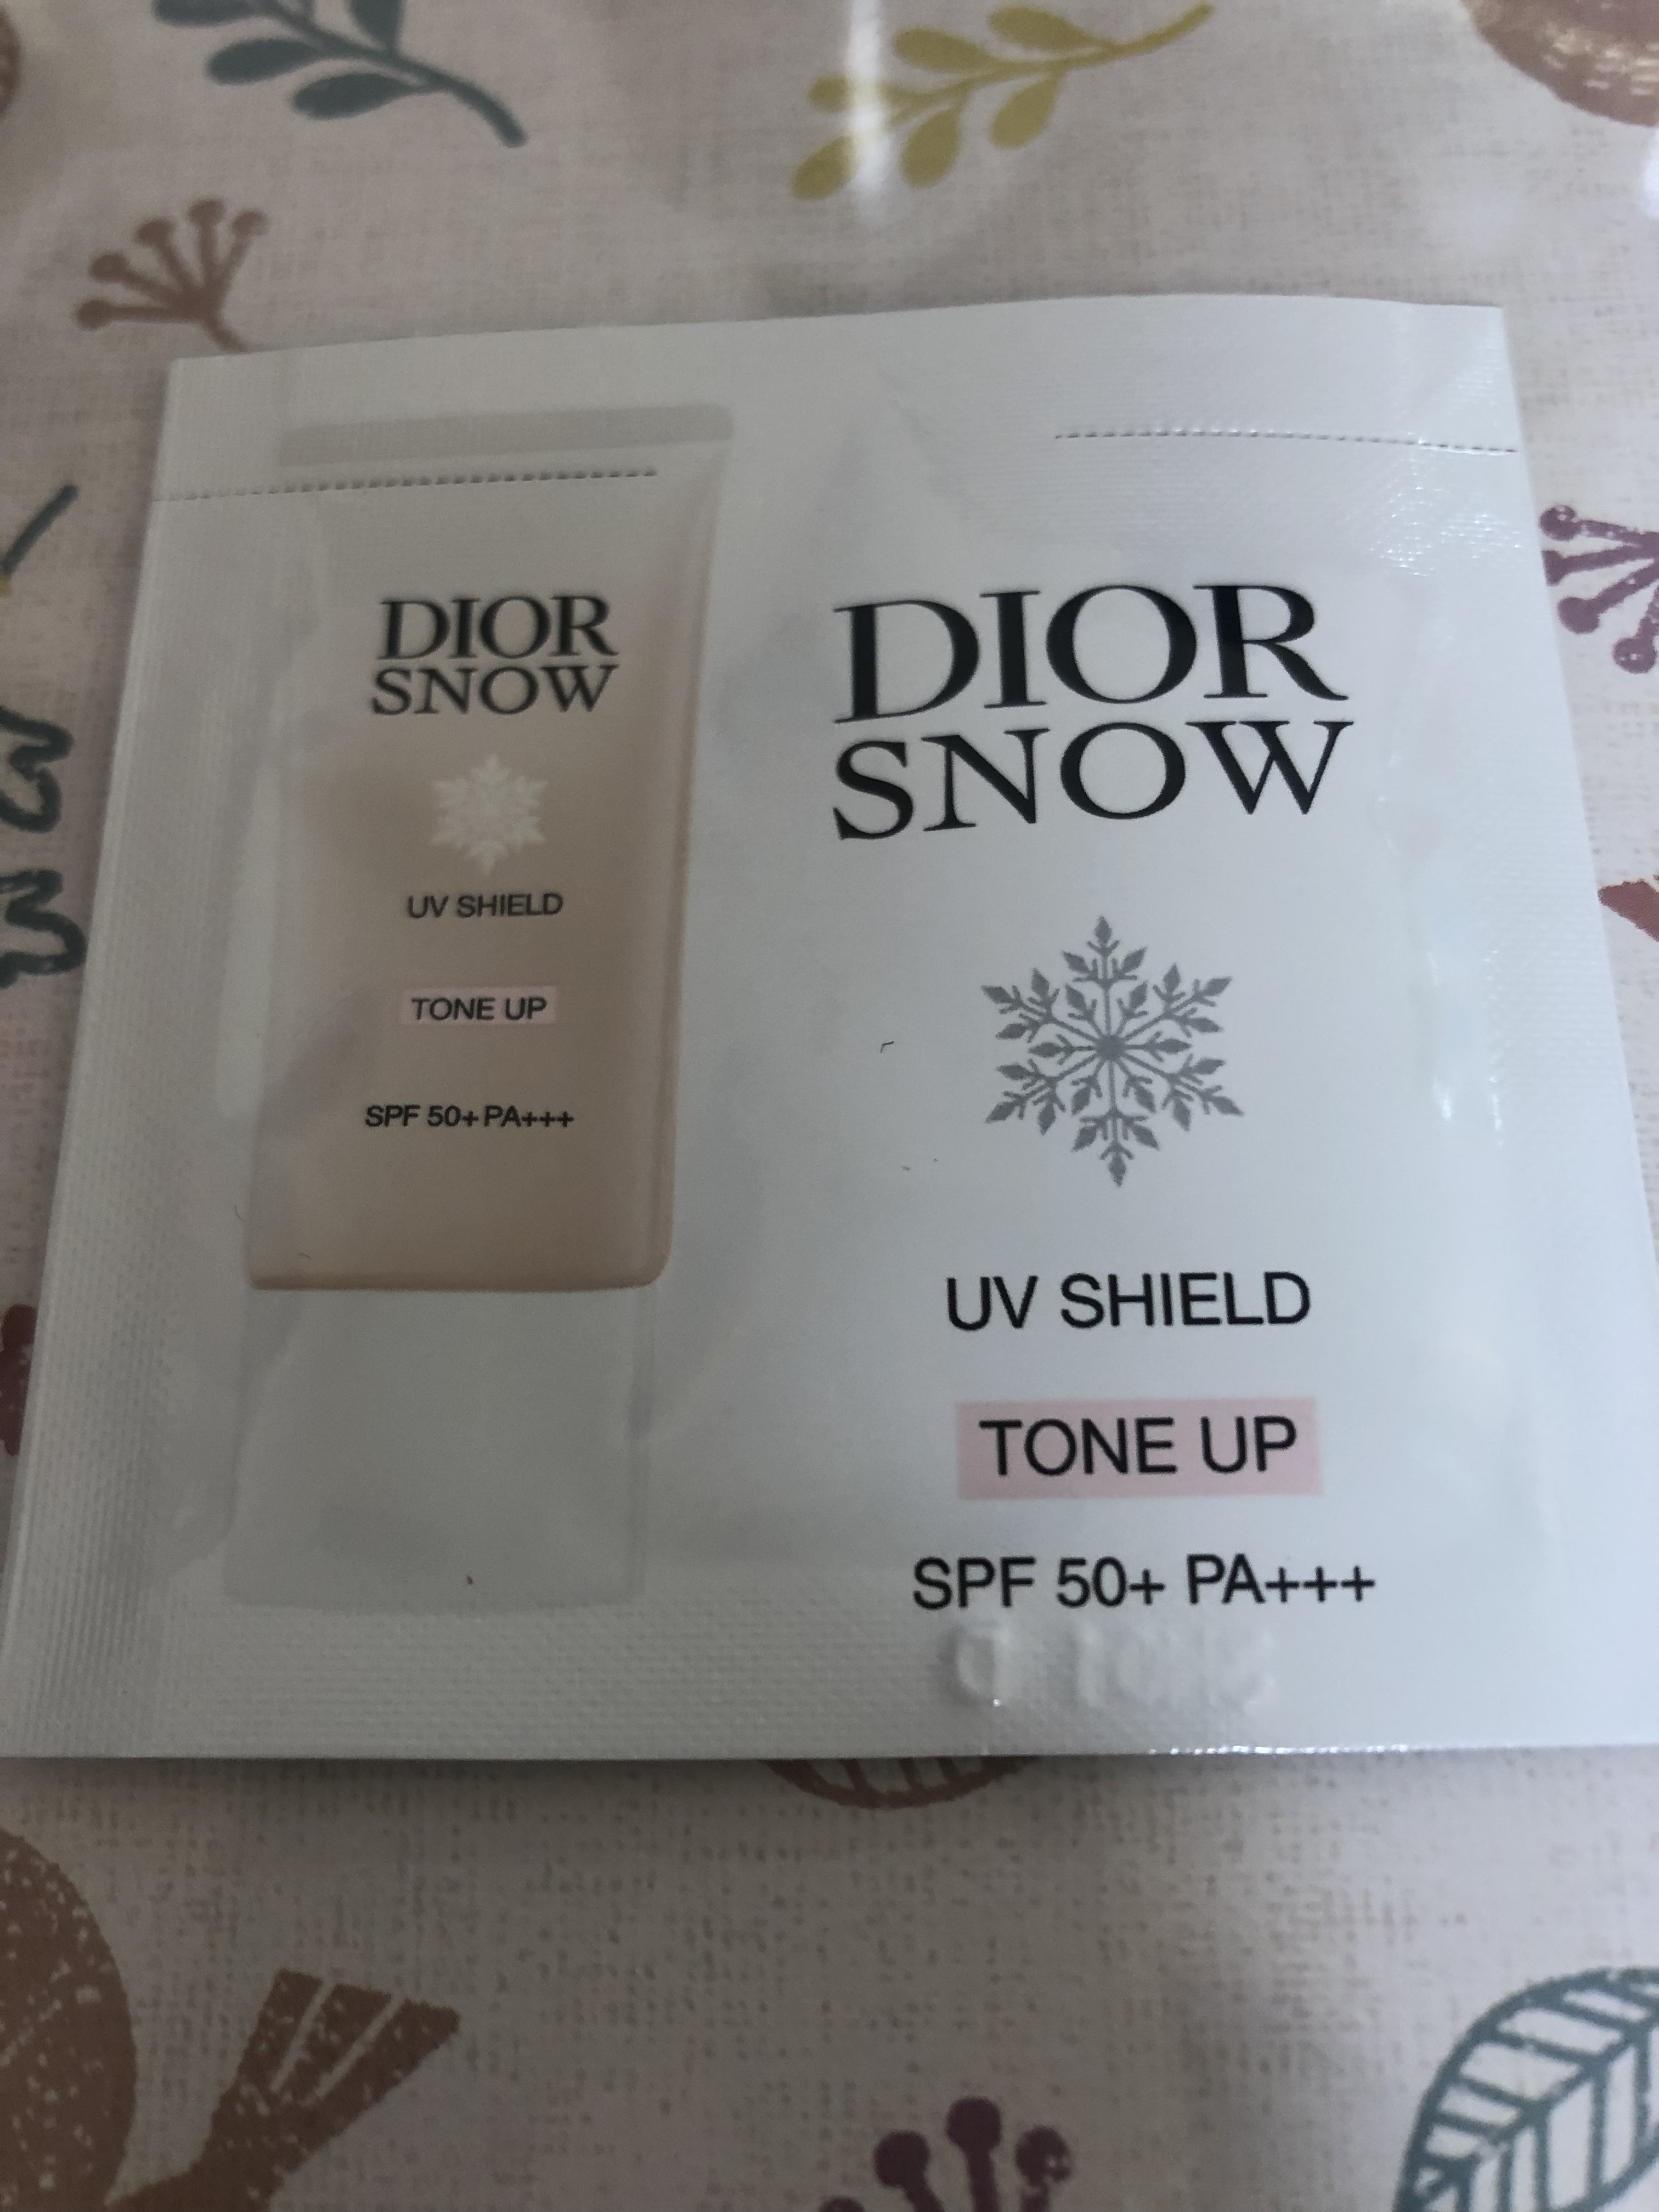 DIOR
SNOW
UV SHIELD
TONE UP
SPF 50+ PA+++
DIOR
SNOW
UV SHIELD
TONE UP
SPF 50+ PA+++